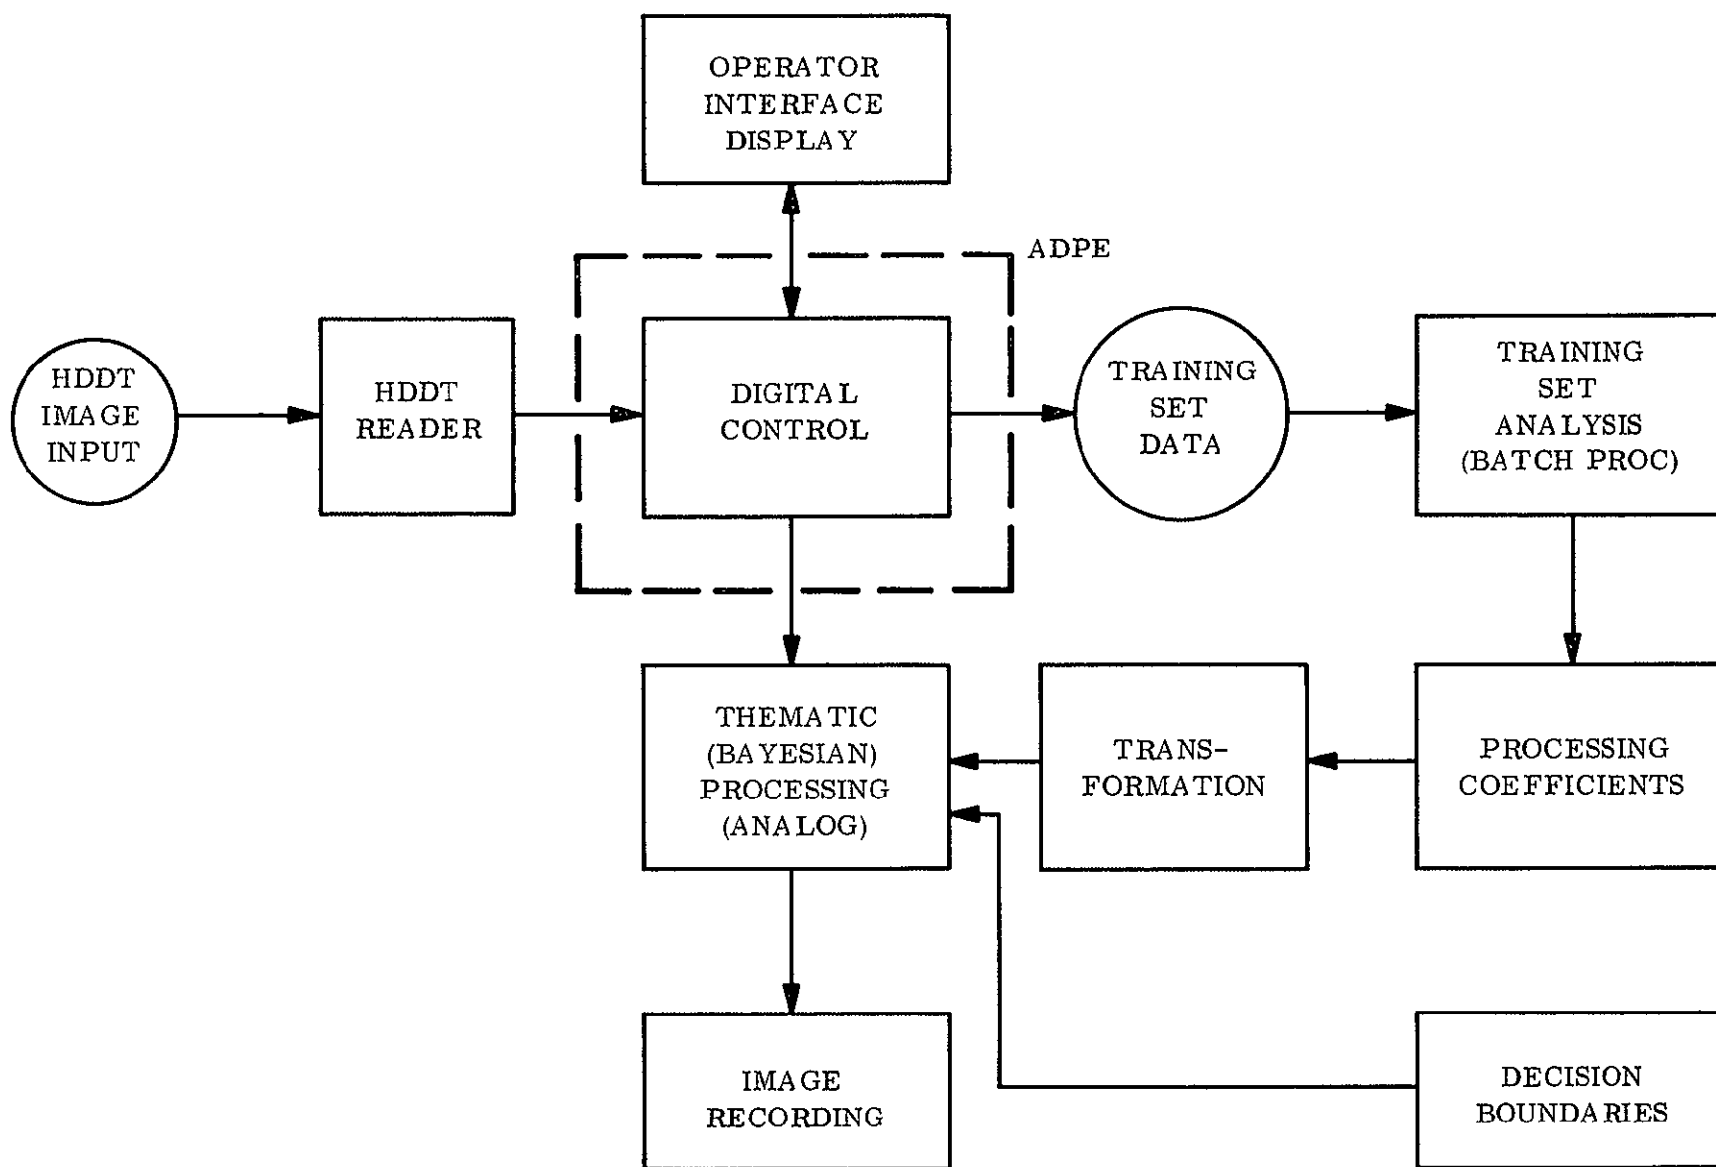 OPERATOR
INTERFACE
DISPLAY
ADPE
HDDT
IMAGE
INPUT
HDDT
READER
DIGITAL
CONTROL
TRAINING
SET
DATA
TRAINING
SET
ANALYSIS
(BATCH PROC)
THEMATIC
(BAYESIAN)
PROCESSING
(ANALOG)
TRANS-
FORMATION
PROCESSING
COEFFICIENTS
IMAGE
RECORDING
DECISION
BOUNDARIES